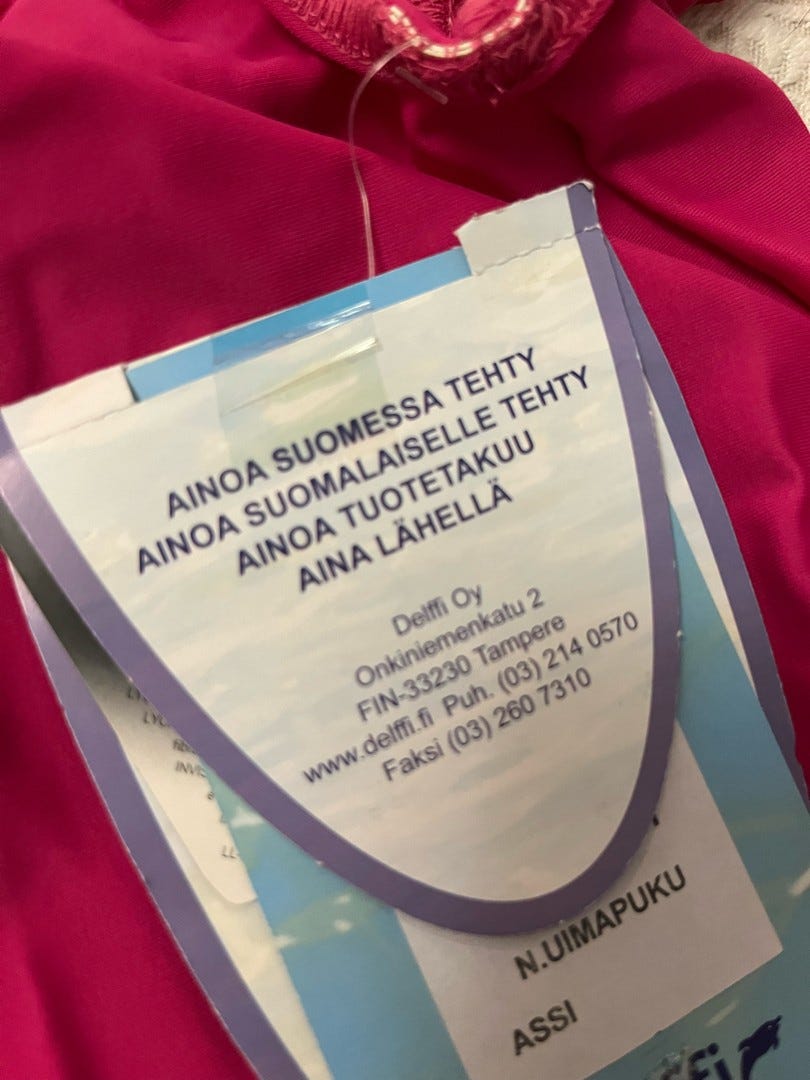 AINOA SUOMESSA TEHTY
AINOA SUOMALAISELLE TEHTY
AINOA TUOTETAKUU
AINA LÄHELLÄ
Delffi Oy
Onkiniemenkatu 2
FIN-33230 Tampere
www.delffi.fi Puh. (03) 214 0570
Faksi (03) 260 7310
N.UIMAPUKU
ASSI